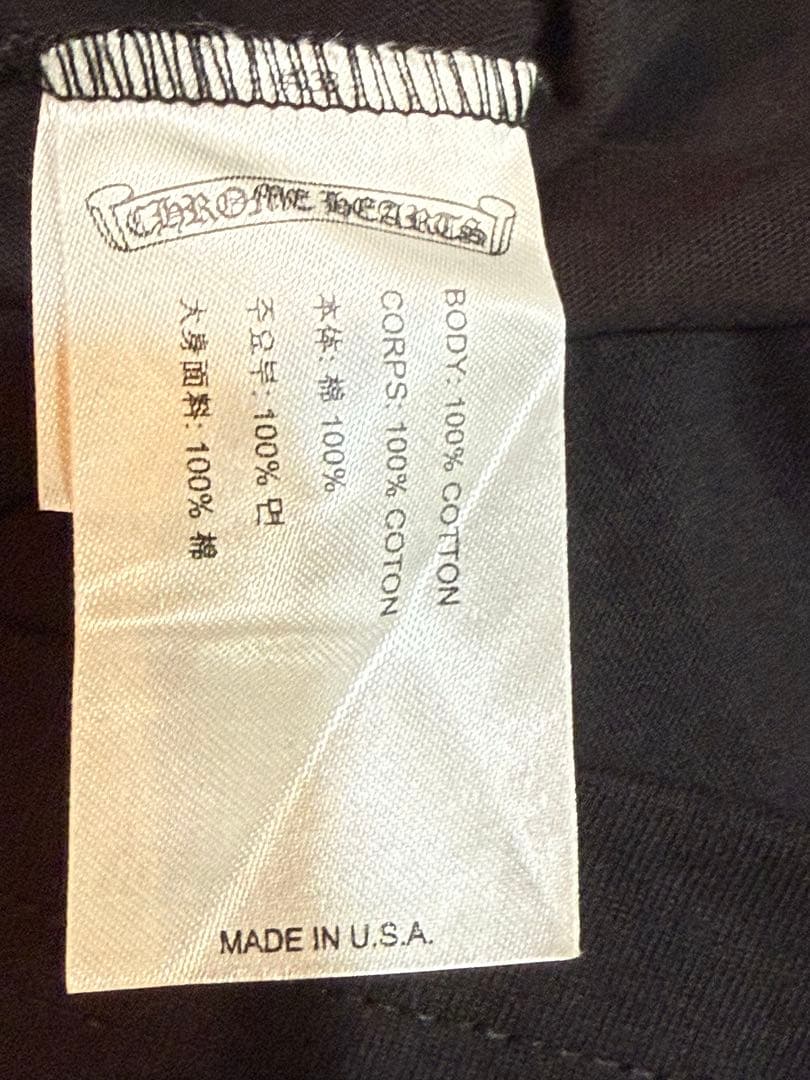 CHROME HEARTS
BODY: 100% COTTON
CORPS: 100% COTON
本体: 棉 100%
주요부: 100% 면
大身面料: 100% 棉
MADE IN U.S.A.